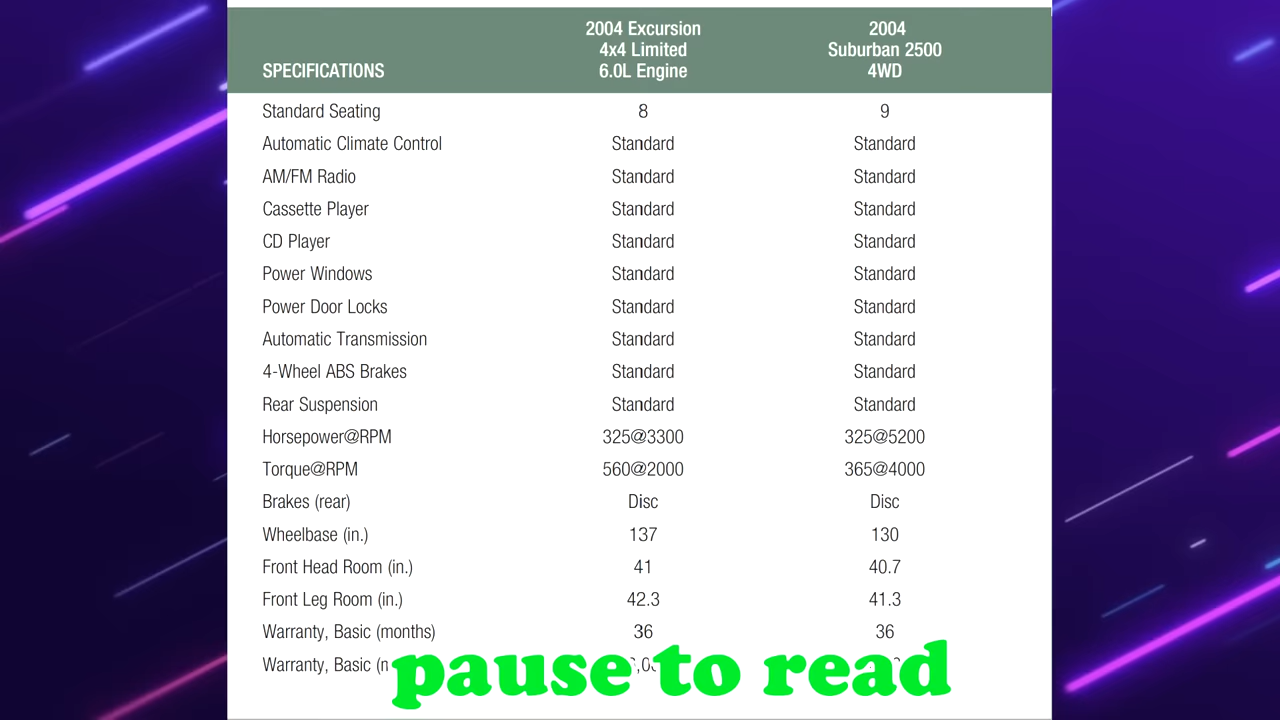 2004 Excursion 2004
4x4 Limited Suburban 2500
SPECIFICATIONS 6.0L Engine 4WD
Standard Seating 8 9
Automatic Climate Control Standard Standard
AM/FM Radio Standard Standard
Cassette Player Standard Standard
CD Player Standard Standard
Power Windows Standard Standard
Power Door Locks Standard Standard
Automatic Transmission Standard Standard
4-Wheel ABS Brakes Standard Standard
Rear Suspension Standard Standard
Horsepower@RPM 325@3300 325@5200
Torque@RPM 560@2000 365@4000
Brakes (rear) Disc Disc
Wheelbase (in.) 137 130
Front Head Room (in.) 41 40.7
Front Leg Room (in.) 42.3 41.3
Warranty, Basic (months) 36 36
Warranty, Basic
pause to read